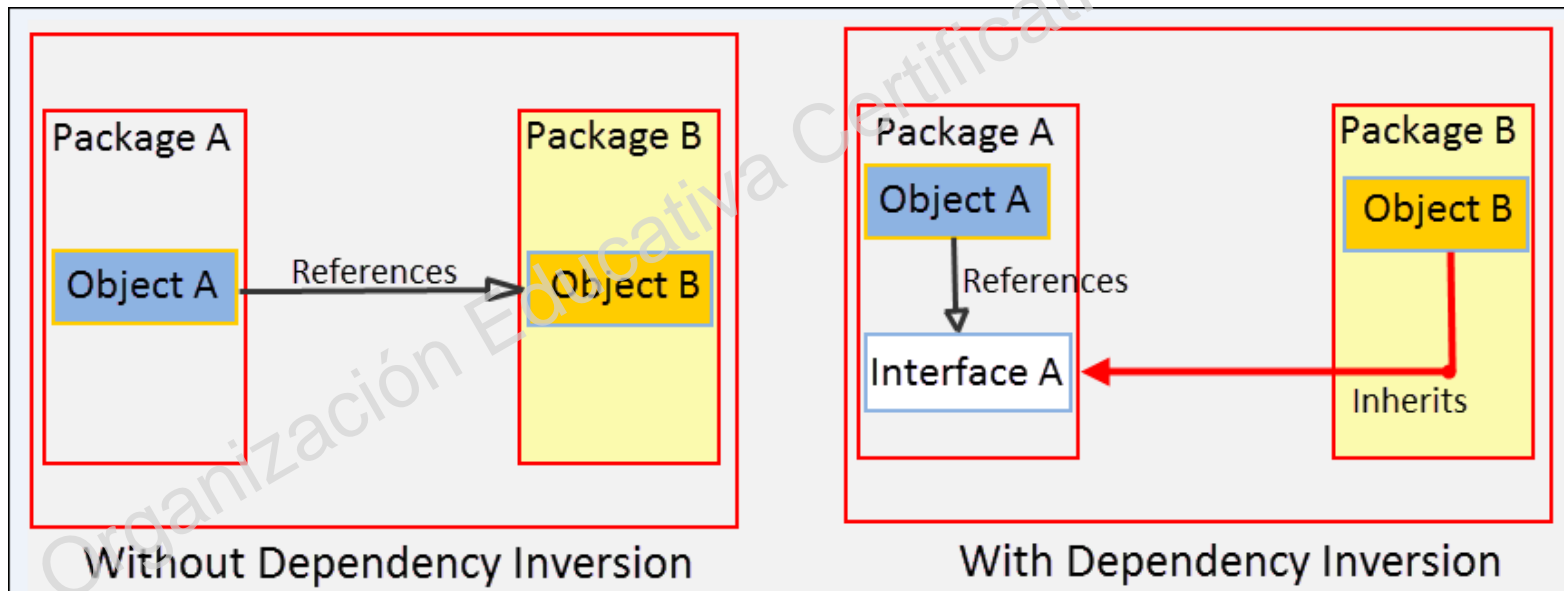 Package A
Object A
References
Package B
Object B
Without Dependency Inversion
Package A
Object A
References
Interface A
Package B
Object B
Inherits
With Dependency Inversion
Organización Educativa